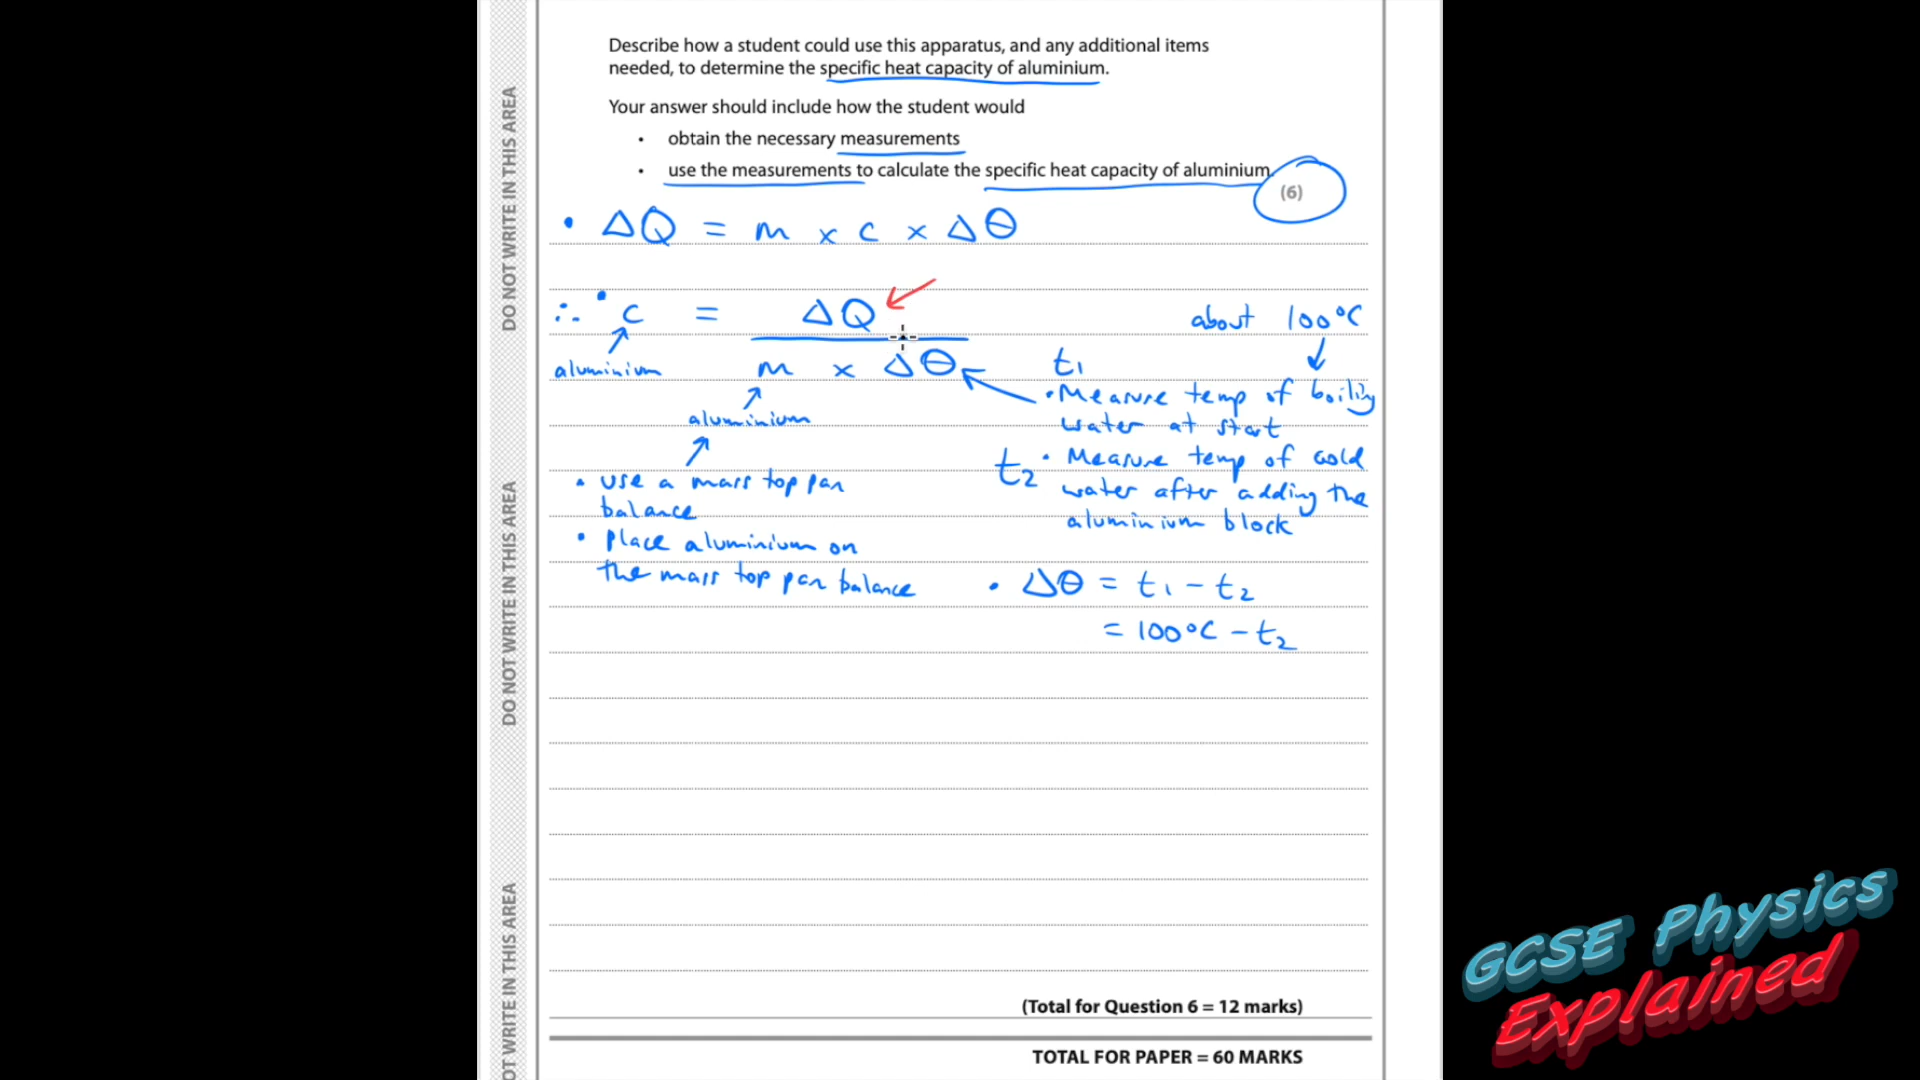 Describe how a student could use this apparatus, and any additional items
needed, to determine the specific heat capacity of aluminium.
Your answer should include how the student would
• obtain the necessary measurements
• use the measurements to calculate the specific heat capacity of aluminium.
(6)
• ΔQ = m x c x Δθ
∴ • c = ΔQ
m x Δθ
aluminium
aluminium
• use a mass top pan
balance
• Place aluminium on
the mass top pan balance
about 100°C
t1
• Measure temp of boiling
water at start
t2 • Measure temp of cold
water after adding the
aluminium block
• Δθ = t1 - t2
= 100°C - t2
(Total for Question 6 = 12 marks)
TOTAL FOR PAPER = 60 MARKS
DO NOT WRITE IN THIS AREA
DO NOT WRITE IN THIS AREA
OT WRITE IN THIS AREA
GCSE Physics
Explained